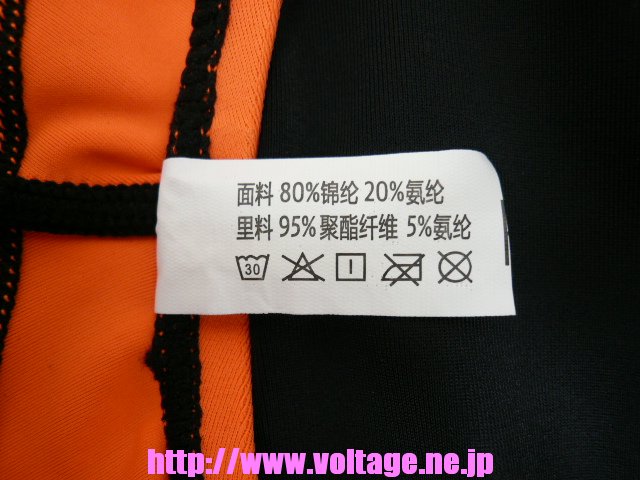 面料 80%锦纶 20%氨纶
里料 95%聚酯纤维 5%氨纶
30
http://www.voltage.ne.jp